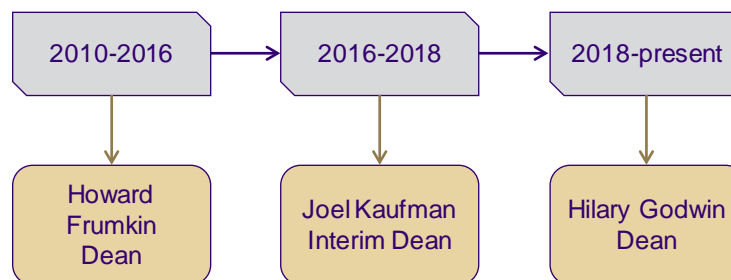 2010-2016
2016-2018
2018-present
Howard
Frumkin
Dean
Joel Kaufman
Interim Dean
Hilary Godwin
Dean